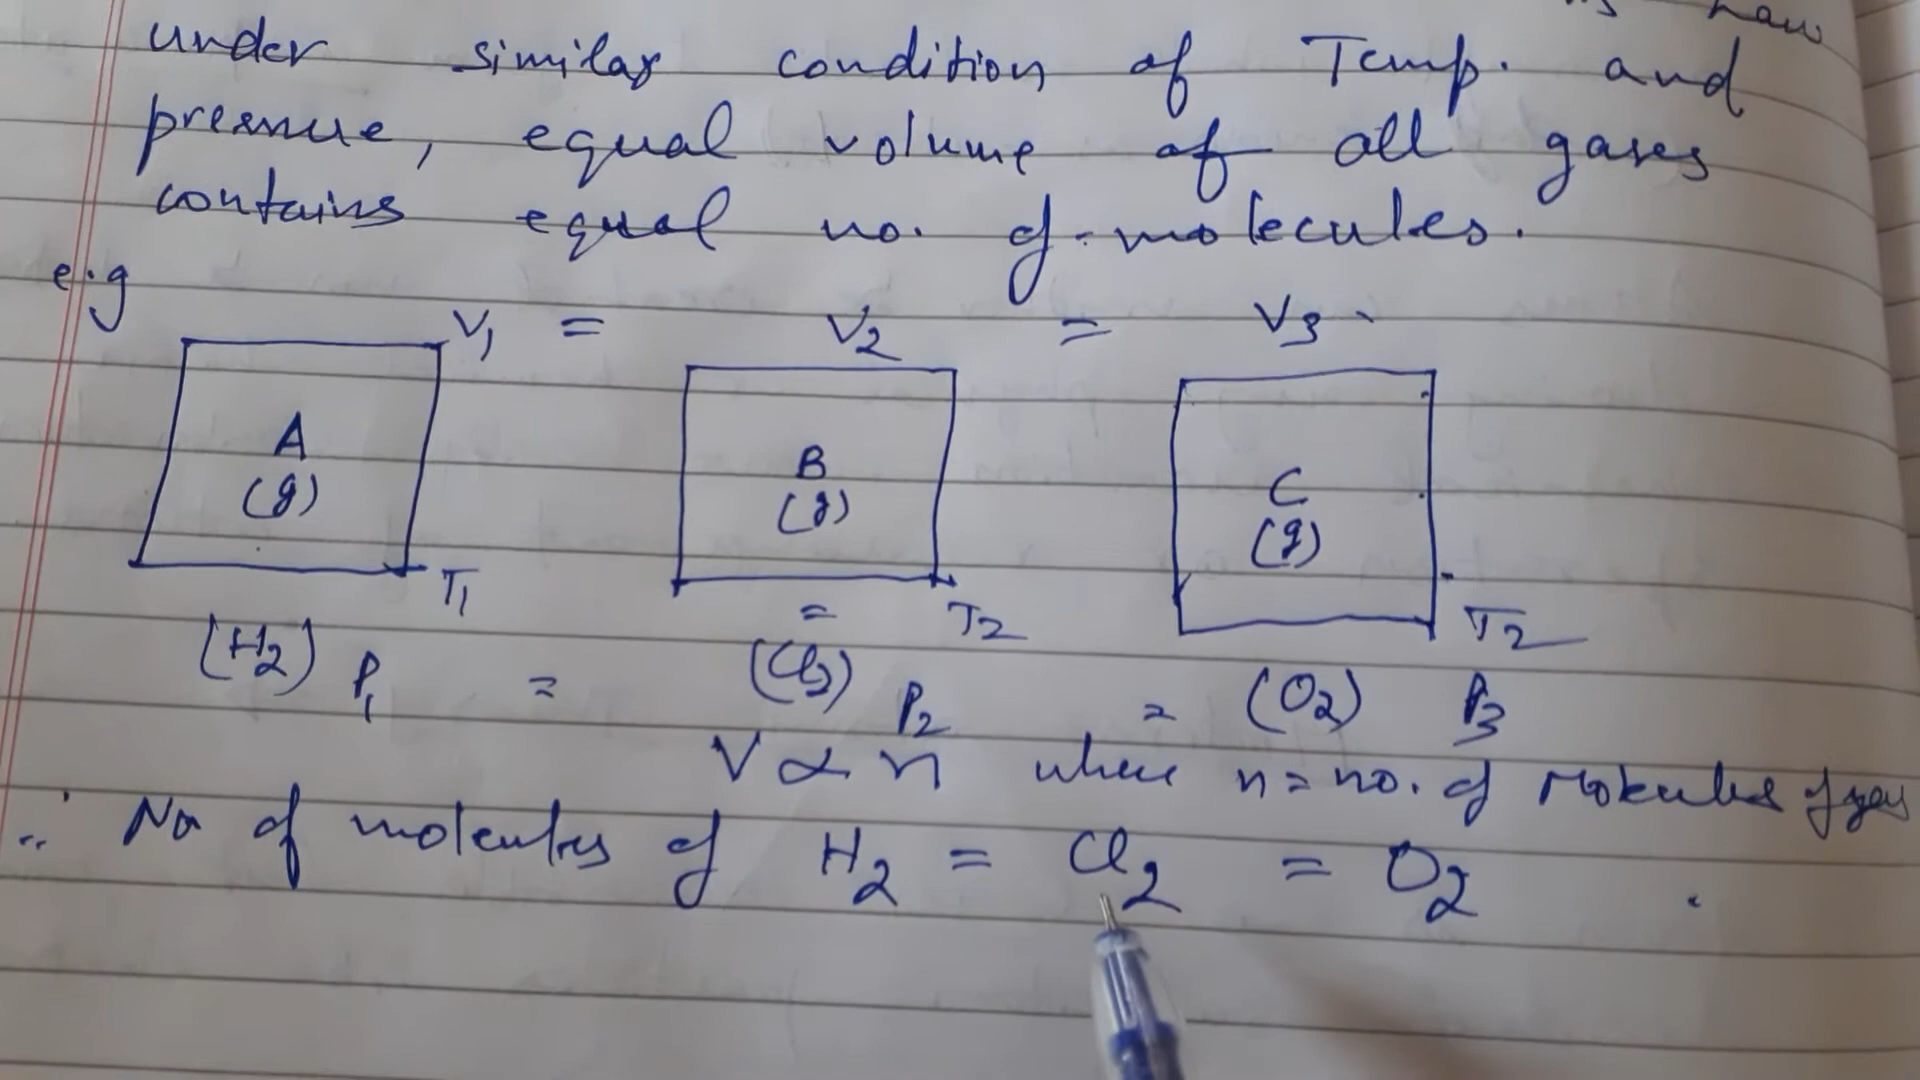 Law
under similar condition of Temp. and
pressure, equal volume of all gases
contains equal no. of molecules.
e.g
V1 = V2 = V3
A B C
(g) (g) (g)
T1 = T2 T2
(H2) P1 = (Cl2) P2 = (O2) P3
V ∝ n where n = no. of molecules of gas
∴ No of molecules of H2 = Cl2 = O2